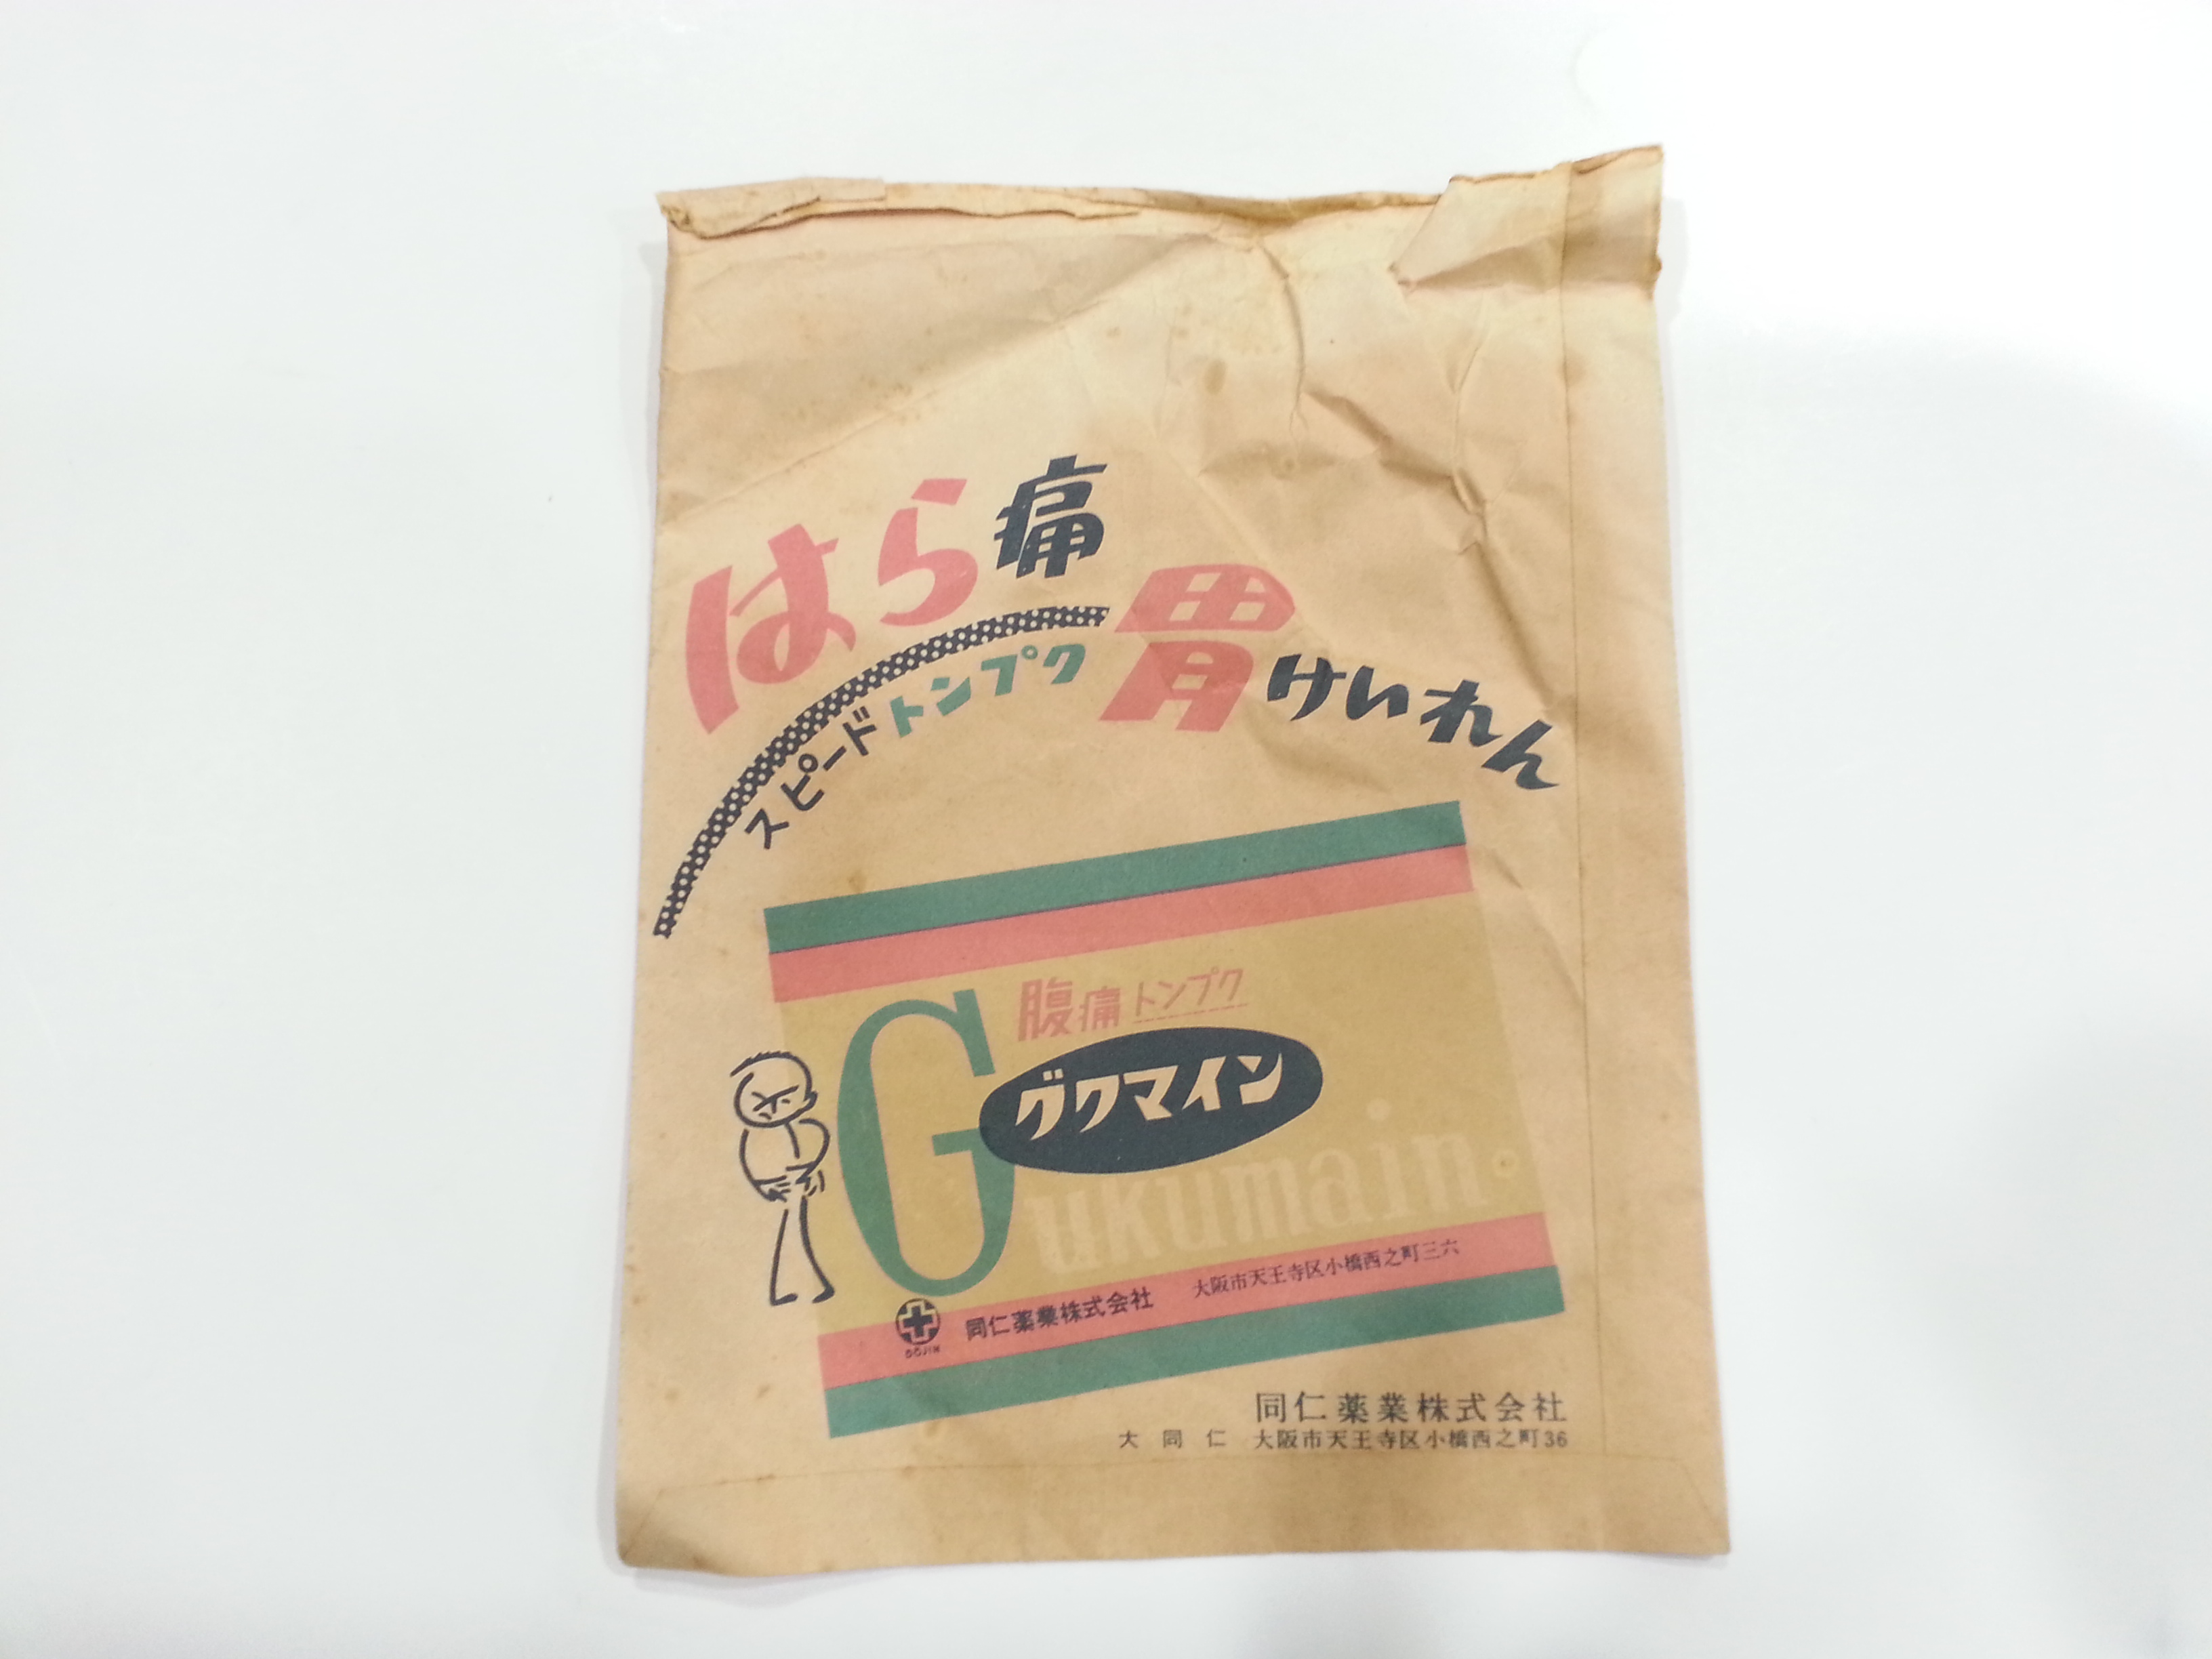 はら痛
胃けいれん
スピードトンプク
腹痛トンプク
グクマイン
Gukumain
DOJIN
同仁薬業株式会社 大阪市天王寺区小橋西之町三六
同仁薬業株式会社
大同仁 大阪市天王寺区小橋西之町36